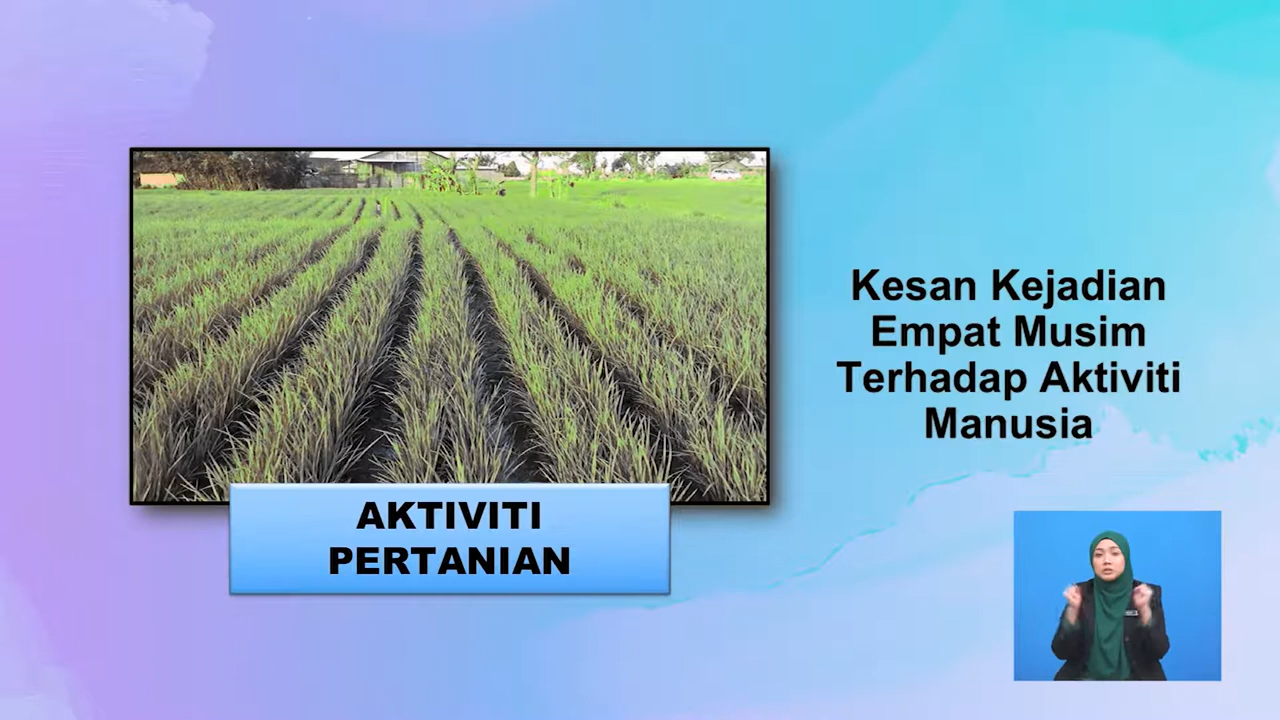 Kesan Kejadian
Empat Musim
Terhadap Aktiviti
Manusia
AKTIVITI
PERTANIAN